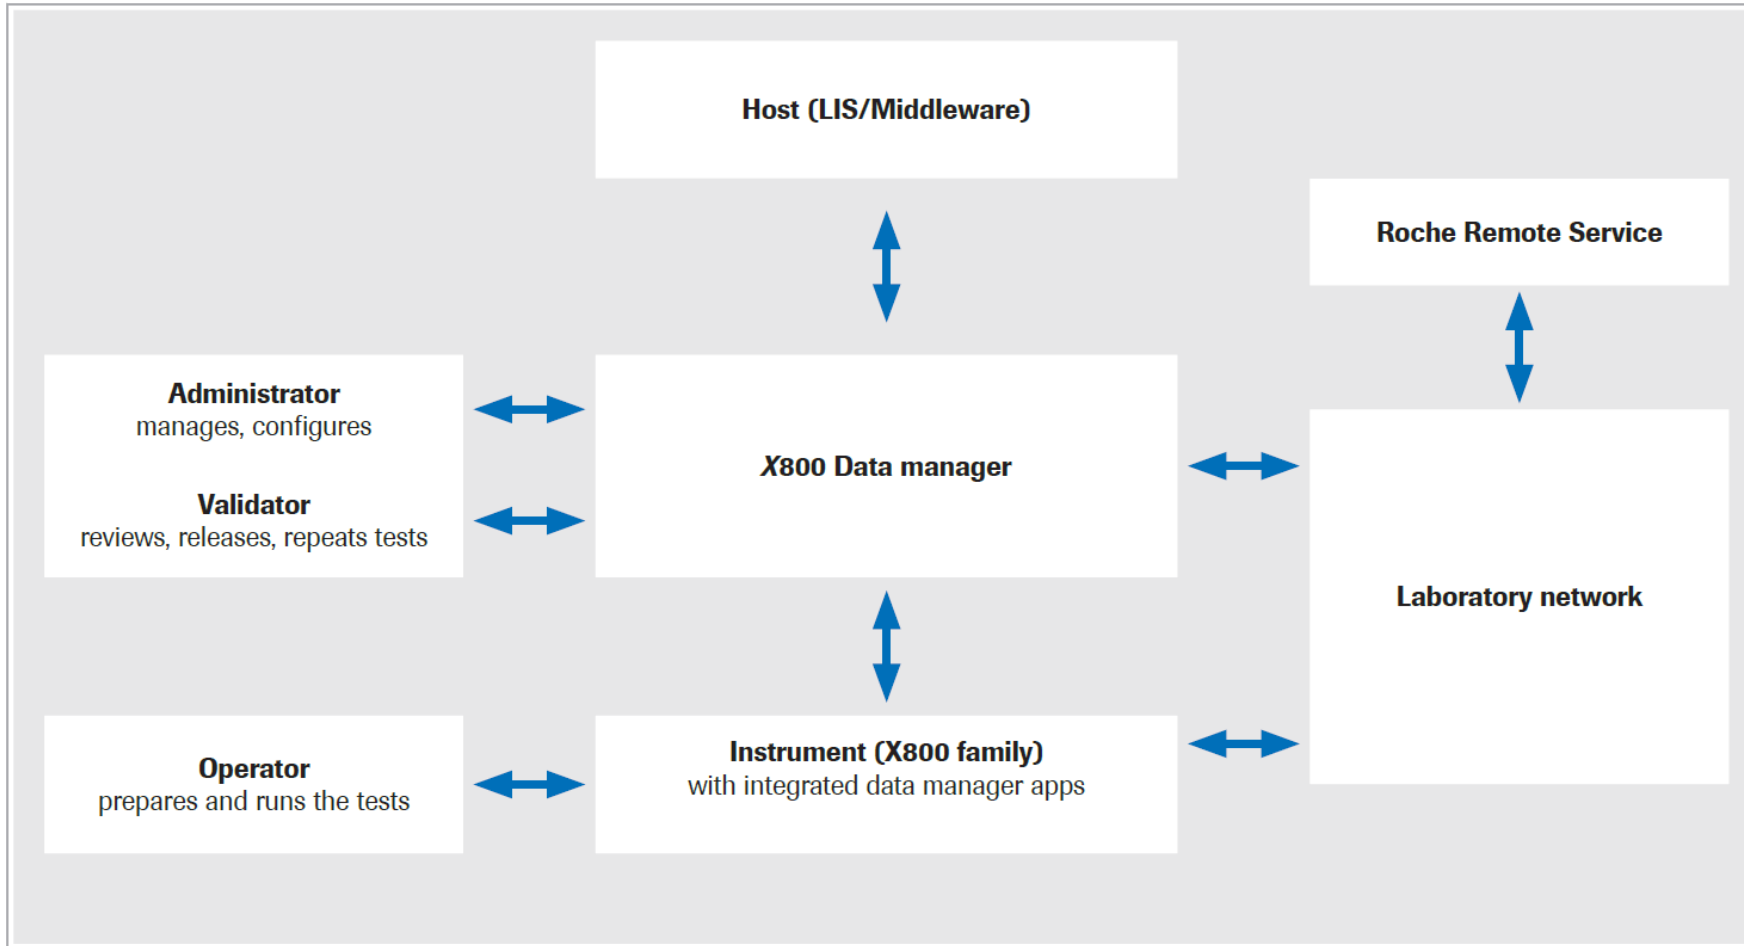 Host (LIS/Middleware)
Roche Remote Service
Administrator
manages, configures
Validator
reviews, releases, repeats tests
X800 Data manager
Laboratory network
Operator
prepares and runs the tests
Instrument (X800 family)
with integrated data manager apps